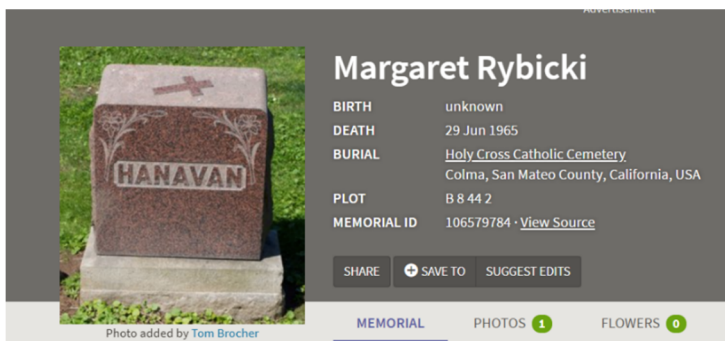 Advertisement
Margaret Rybicki
BIRTH unknown
DEATH 29 Jun 1965
BURIAL Holy Cross Catholic Cemetery
Colma, San Mateo County, California, USA
PLOT B 8 44 2
MEMORIAL ID 106579784 · View Source
SHARE SAVE TO SUGGEST EDITS
HANAVAN
Photo added by Tom Brocher
MEMORIAL PHOTOS 1 FLOWERS 0